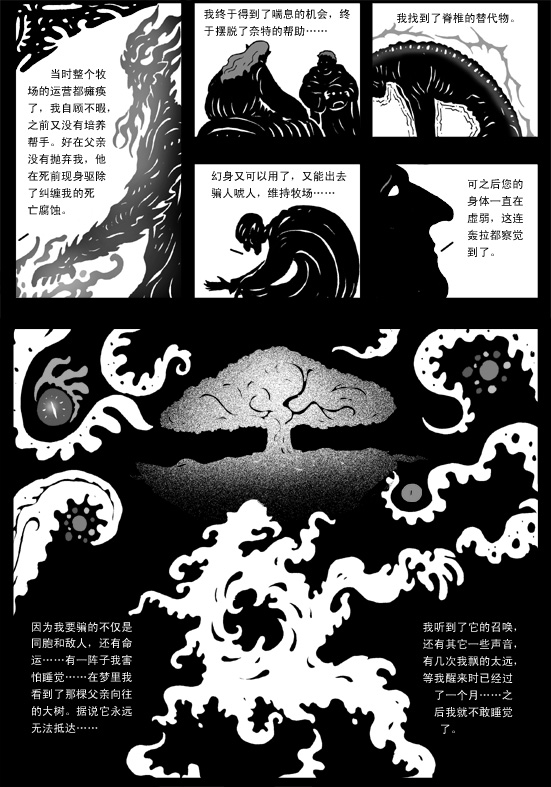 当时整个牧
场的运营都瘫痪
了，我自顾不暇，
之前又没有培养
帮手。好在父亲
没有抛弃我，他
在死前现身驱除
了纠缠我的死
亡腐蚀。
我终于得到了喘息的机会，终
于摆脱了奈特的帮助……
我找到了脊椎的替代物。
幻身又可以用了，又能出去
骗人唬人，维持牧场……
可之后您的
身体一直在
虚弱，这连
轰拉都察觉
到了。
因为我要骗的不仅是
同胞和敌人，还有命
运……有一阵子我害
怕睡觉……在梦里我
看到了那棵父亲向往
的大树。据说它永远
无法抵达……
我听到了它的召唤，
还有其它一些声音，
有几次我飘的太远，
等我醒来时已经过
了一个月……之
后我就不敢睡觉
了。